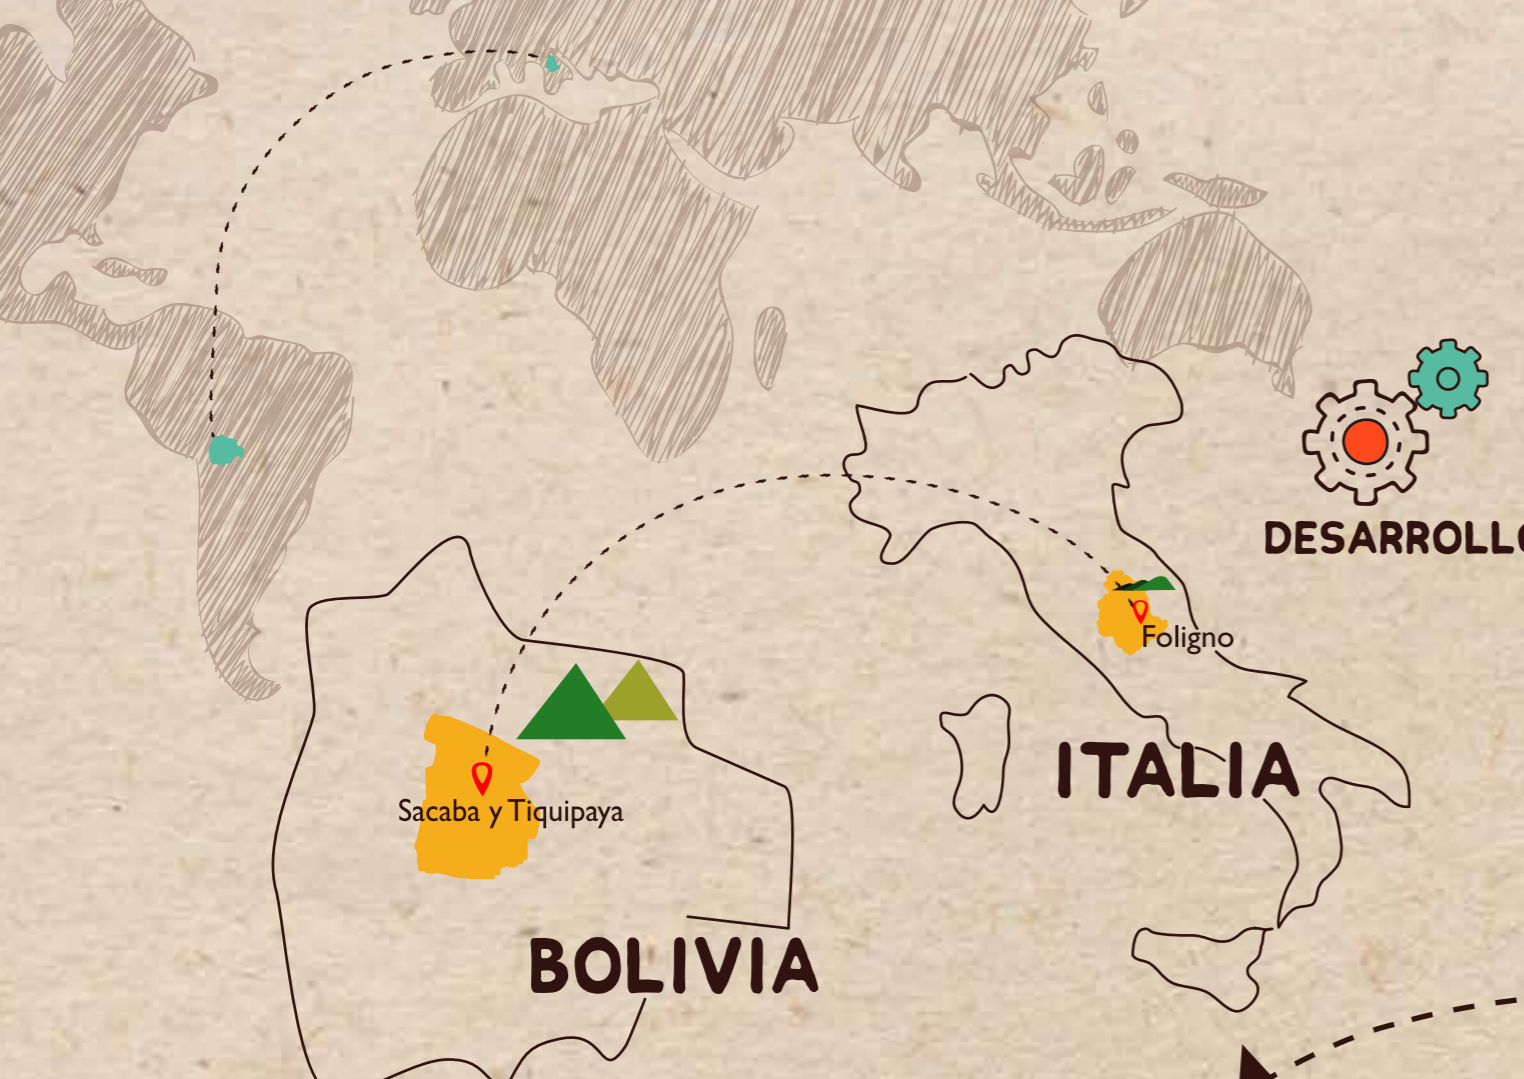 DESARROLLO
Foligno
ITALIA
Sacaba y Tiquipaya
BOLIVIA